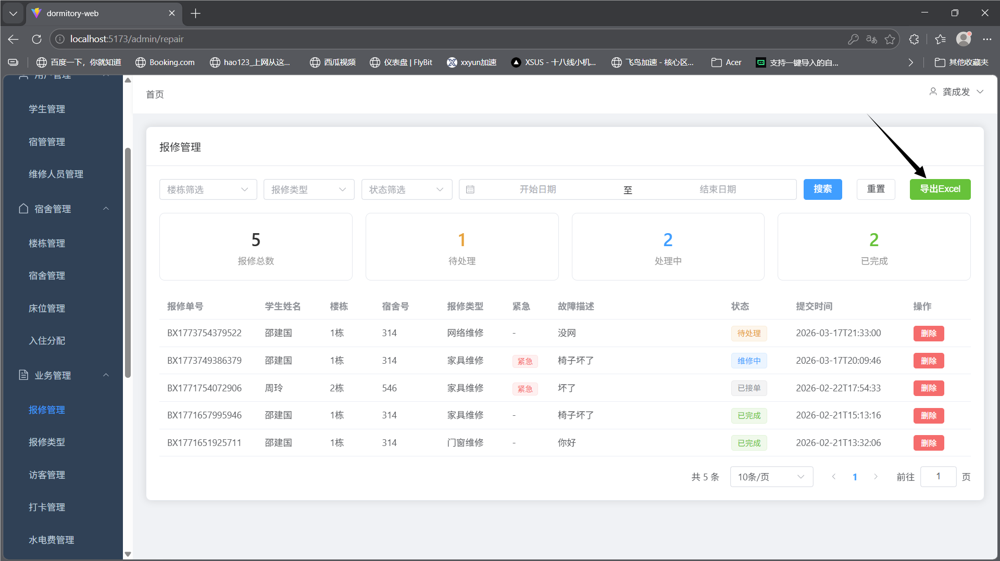 dormitory-web
localhost:5173/admin/repair
百度一下，你就知道
Booking.com
hao123_上网从这...
西瓜视频
仪表盘 | FlyBit
xxyun加速
XSUS - 十八线小机...
飞鸟加速 - 核心区...
Acer
支持一键导入的自...
其他收藏夹
用户管理
学生管理
宿管管理
维修人员管理
宿舍管理
楼栋管理
宿舍管理
床位管理
入住分配
业务管理
报修管理
报修类型
访客管理
打卡管理
水电费管理
首页
龚成发
报修管理
楼栋筛选 报修类型 状态筛选 开始日期 至 结束日期 搜索 重置 导出Excel
5 1 2 2
报修总数 待处理 处理中 已完成
报修单号 学生姓名 楼栋 宿舍号 报修类型 紧急 故障描述 状态 提交时间 操作
BX1773754379522 邵建国 1栋 314 网络维修 - 没网 待处理 2026-03-17T21:33:00 删除
BX1773749386379 邵建国 1栋 314 家具维修 紧急 椅子坏了 维修中 2026-03-17T20:09:46 删除
BX1771754072906 周玲 2栋 546 家具维修 紧急 坏了 已接单 2026-02-22T17:54:33 删除
BX1771657995946 邵建国 1栋 314 家具维修 - 椅子坏了 已完成 2026-02-21T15:13:16 删除
BX1771651925711 邵建国 1栋 314 门窗维修 - 你好 已完成 2026-02-21T13:32:06 删除
共 5 条 10条/页 1 前往 1 页